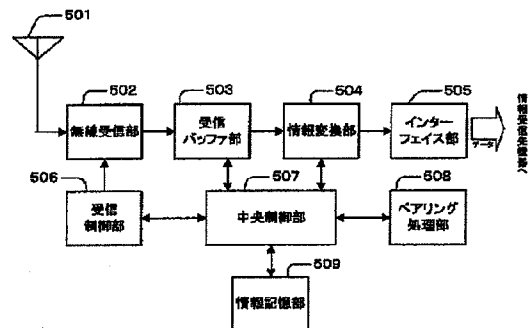 501
502
503
504
505
無線受信部
受信
バッファ部
情報変換部
インター
フェイス部
データ
情報受信先機器へ
506
507
508
受信
制御部
中央制御部
ペアリング
処理部
509
情報記憶部